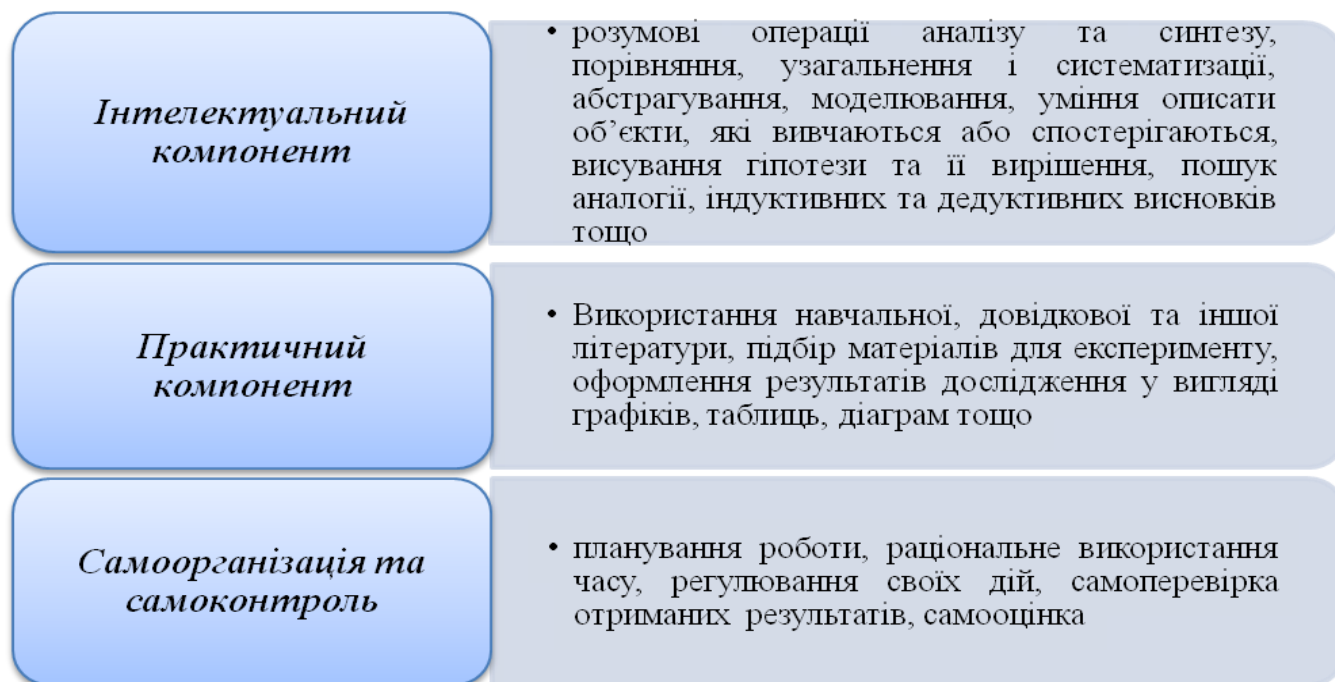 Інтелектуальний
компонент
• розумові операції аналізу та синтезу,
порівняння, узагальнення і систематизації,
абстрагування, моделювання, уміння описати
об’єкти, які вивчаються або спостерігаються,
висування гіпотези та її вирішення, пошук
аналогії, індуктивних та дедуктивних висновків
тощо
Практичний
компонент
• Використання навчальної, довідкової та іншої
літератури, підбір матеріалів для експерименту,
оформлення результатів дослідження у вигляді
графіків, таблиць, діаграм тощо
Самоорганізація та
самоконтроль
• планування роботи, раціональне використання
часу, регулювання своїх дій, самоперевірка
отриманих результатів, самооцінка